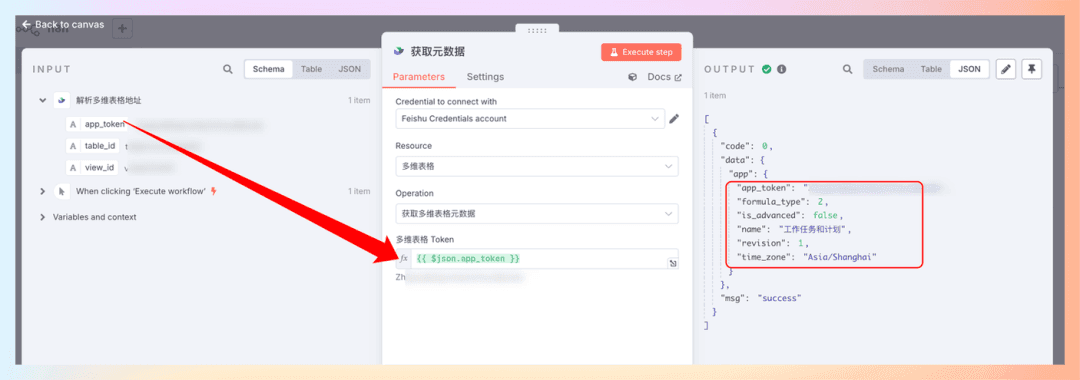 Back to canvas
INPUT
Schema
Table
JSON
解析多维表格地址
1 item
A app_token
A table_id
A view_id
When clicking 'Execute workflow'
1 item
Variables and context
获取元数据
Execute step
Parameters
Settings
Docs
Credential to connect with
Feishu Credentials account
Resource
多维表格
Operation
获取多维表格元数据
多维表格 Token
fx {{ $json.app_token }}
Zh
OUTPUT
Schema
Table
JSON
1 item
[
{
"code": 0,
"data": {
"app": {
"app_token": "
"formula_type": 2,
"is_advanced": false,
"name": "工作任务和计划",
"revision": 1,
"time_zone": "Asia/Shanghai"
}
},
"msg": "success"
}
]